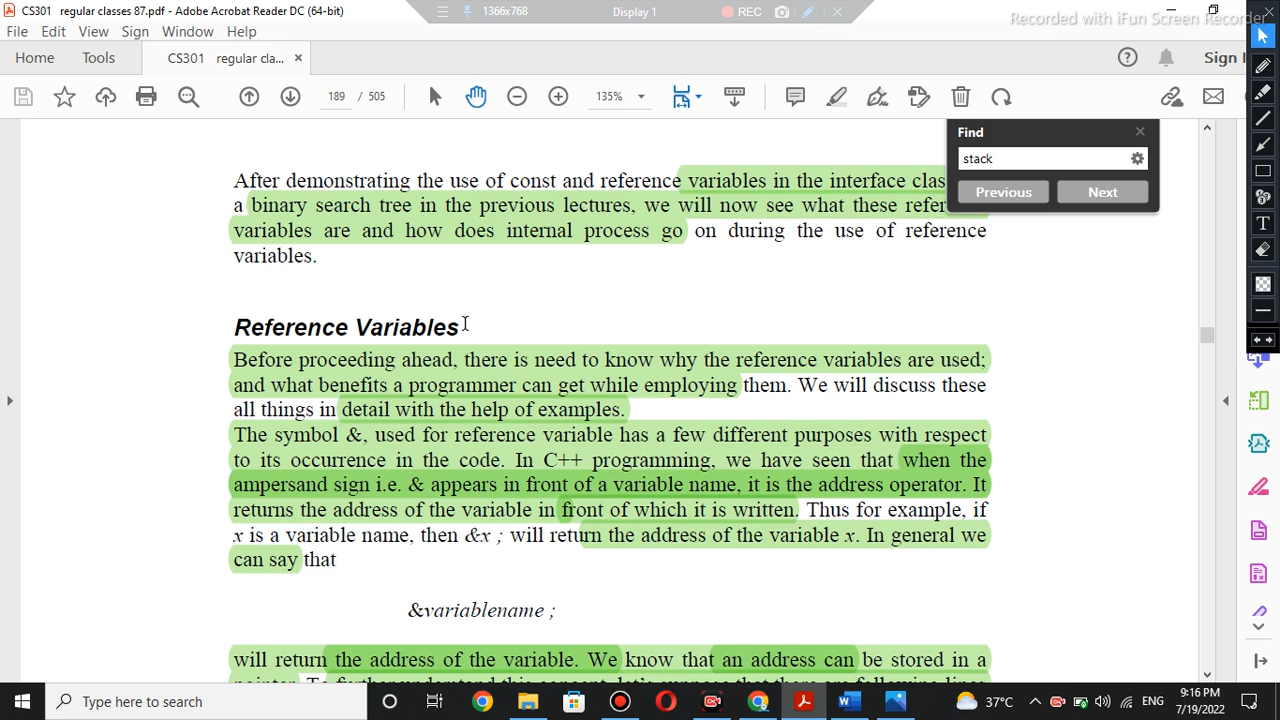 CS301 regular classes 87.pdf - Adobe Acrobat Reader DC (64-bit)
1366x768
Display 1
REC
Recorded with iFun Screen Recorder
File Edit View Sign Window Help
Home Tools CS301 regular cla... × Sign I
189 / 505
135%
Find
stack
Previous Next
After demonstrating the use of const and reference variables in the interface clas
a binary search tree in the previous lectures, we will now see what these refer
variables are and how does internal process go on during the use of reference
variables.
Reference Variables
Before proceeding ahead, there is need to know why the reference variables are used;
and what benefits a programmer can get while employing them. We will discuss these
all things in detail with the help of examples.
The symbol &, used for reference variable has a few different purposes with respect
to its occurrence in the code. In C++ programming, we have seen that when the
ampersand sign i.e. & appears in front of a variable name, it is the address operator. It
returns the address of the variable in front of which it is written. Thus for example, if
x is a variable name, then &x ; will return the address of the variable x. In general we
can say that
&variablename ;
will return the address of the variable. We know that an address can be stored in a
Type here to search
37°C
ENG
9:16 PM
7/19/2022